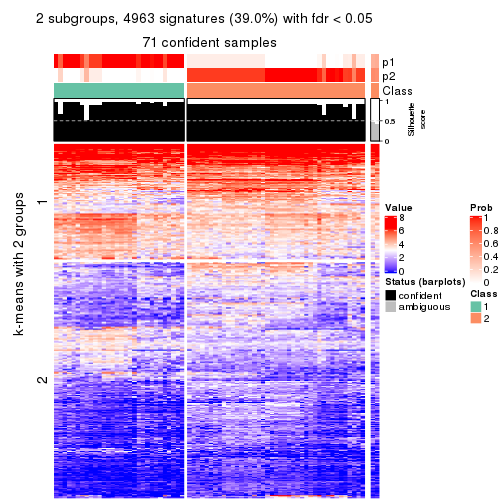 2 subgroups, 4963 signatures (39.0%) with fdr < 0.05
71 confident samples
p1
p2
Class
1
0.5
0
Silhouette
score
k-means with 2 groups
1
2
Value
8
6
4
2
0
Status (barplots)
confident
ambiguous
Prob
1
0.8
0.6
0.4
0.2
0
Class
1
2